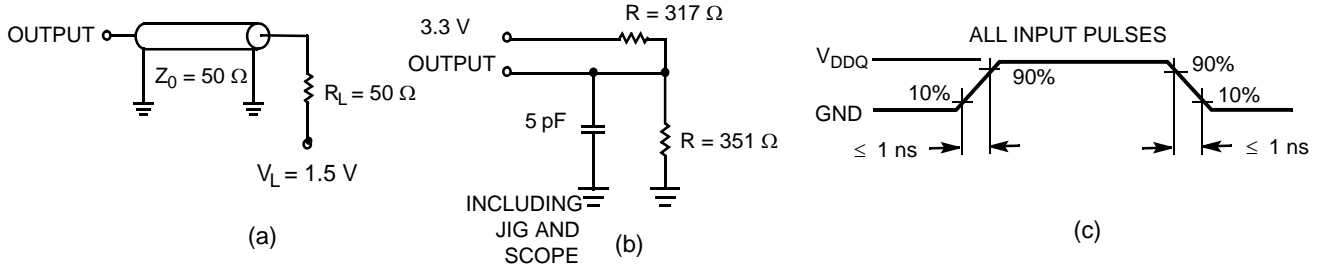 OUTPUT
Z0 = 50 Ω
RL = 50 Ω
VL = 1.5 V
(a)
R = 317 Ω
3.3 V
OUTPUT
5 pF
R = 351 Ω
INCLUDING
JIG AND
SCOPE
(b)
ALL INPUT PULSES
VDDQ
90%
90%
10%
10%
GND
≤ 1 ns
≤ 1 ns
(c)